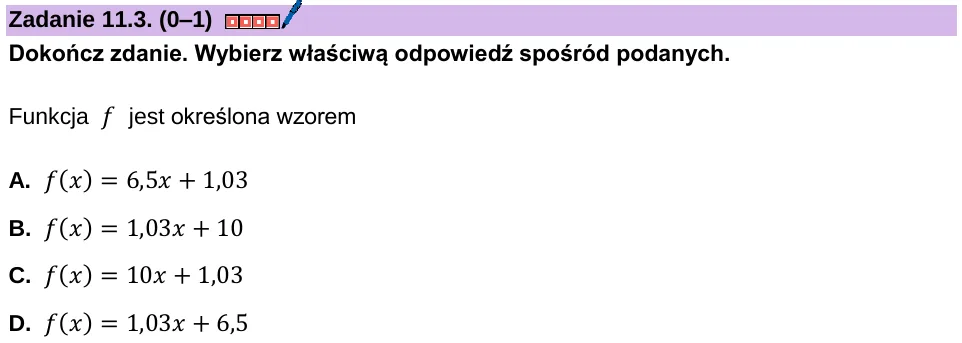 Zadanie 11.3. (0–1)
Dokończ zdanie. Wybierz właściwą odpowiedź spośród podanych.
Funkcja f jest określona wzorem
A. f(x) = 6,5x + 1,03
B. f(x) = 1,03x + 10
C. f(x) = 10x + 1,03
D. f(x) = 1,03x + 6,5